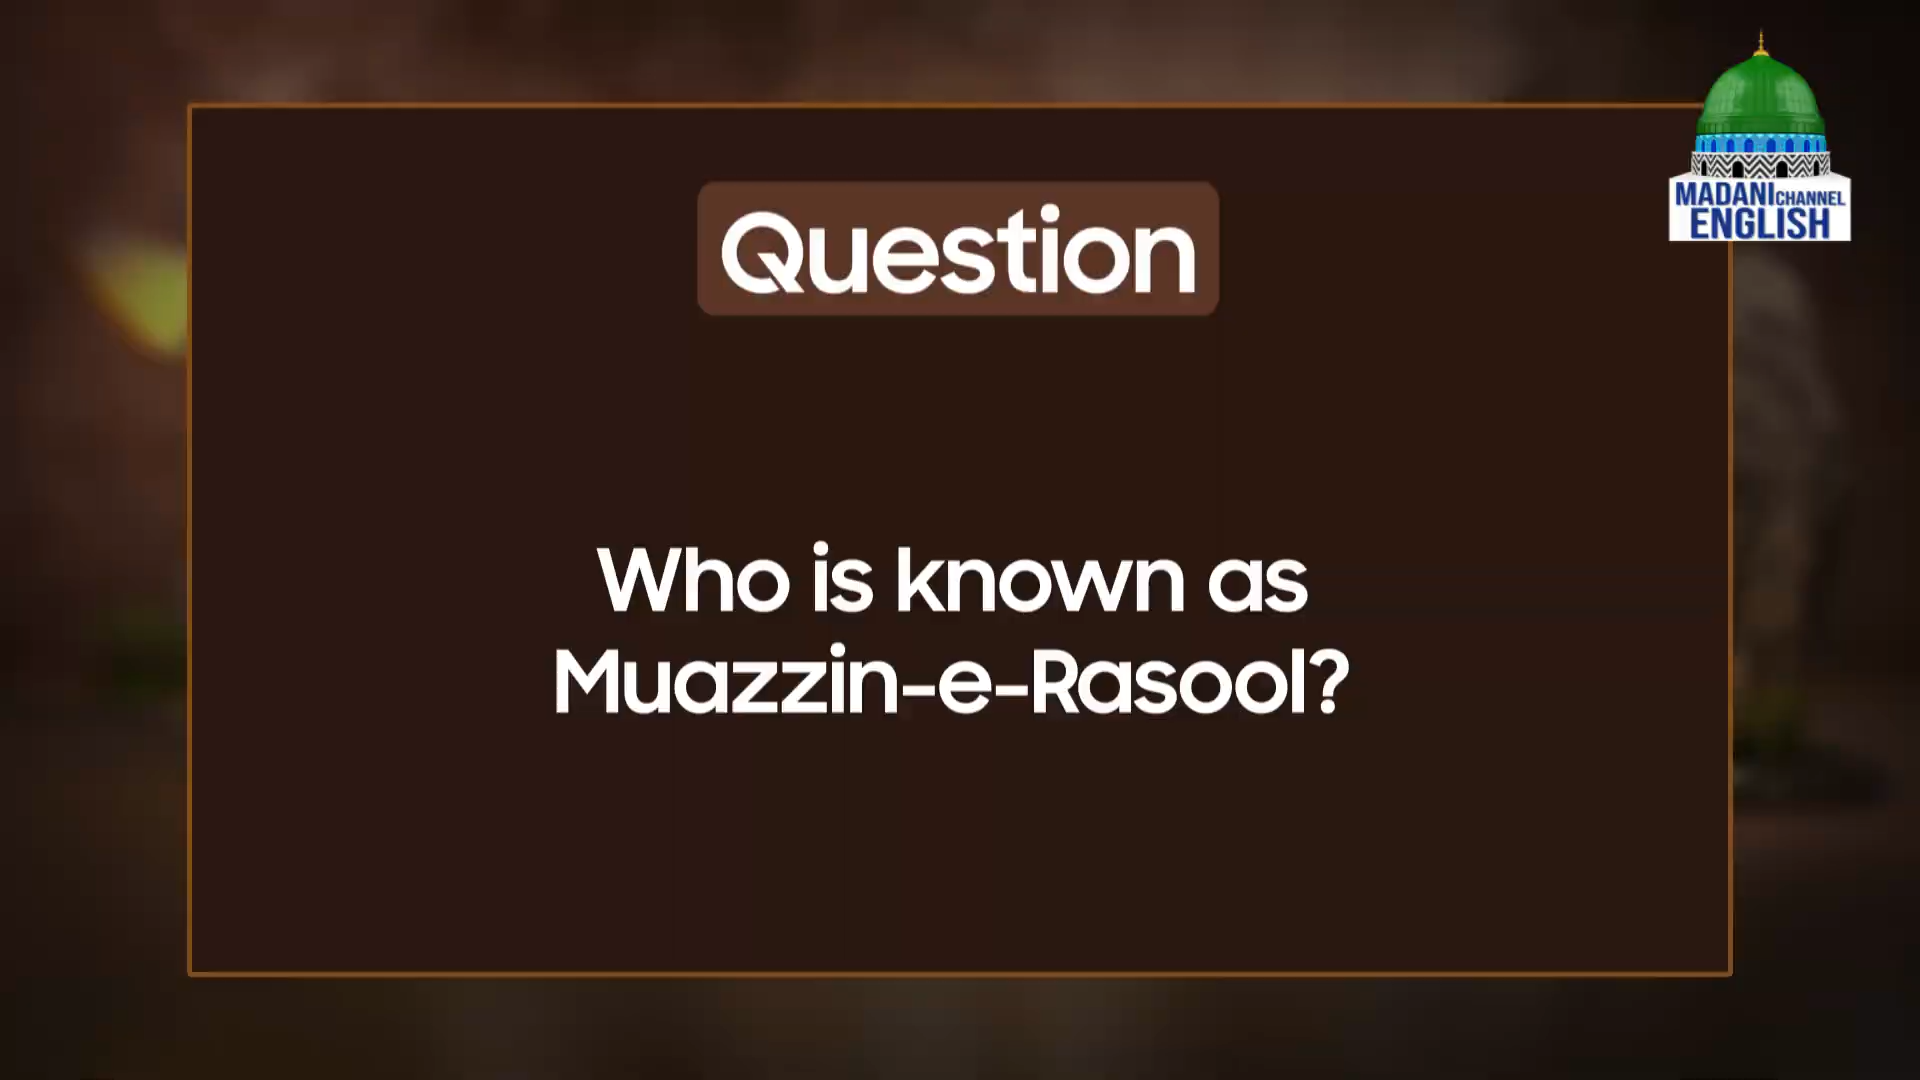 MADANI CHANNEL
ENGLISH
Question
Who is known as
Muazzin-e-Rasool?